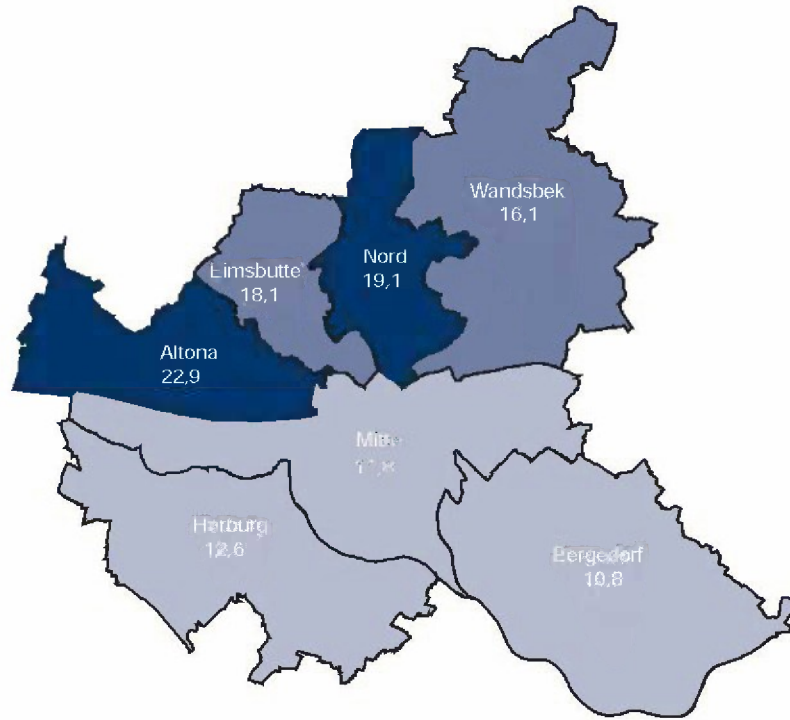 Wandsbek
16,1
Nord
19,1
Eimsbutte
18,1
Altona
22,9
Mitte
Harburg
12,6
Bergedorf
10,8